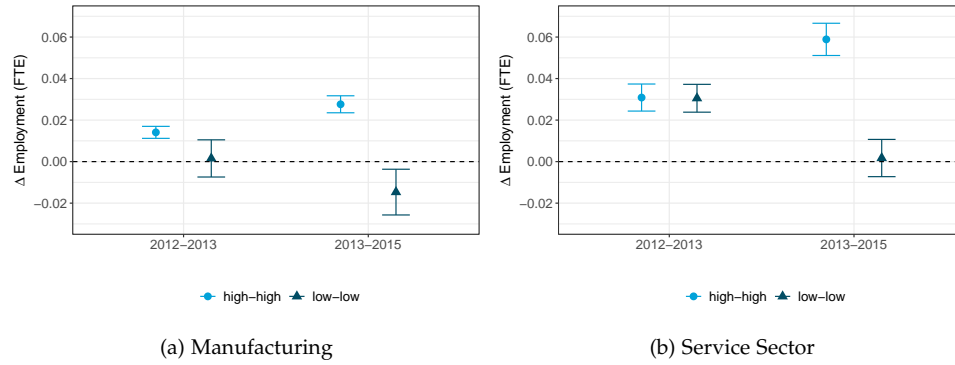 Δ Employment (FTE)
0.06
0.04
0.02
0.00
−0.02
2012−2013
2013−2015
high−high
low−low
(a) Manufacturing
Δ Employment (FTE)
0.06
0.04
0.02
0.00
−0.02
2012−2013
2013−2015
high−high
low−low
(b) Service Sector